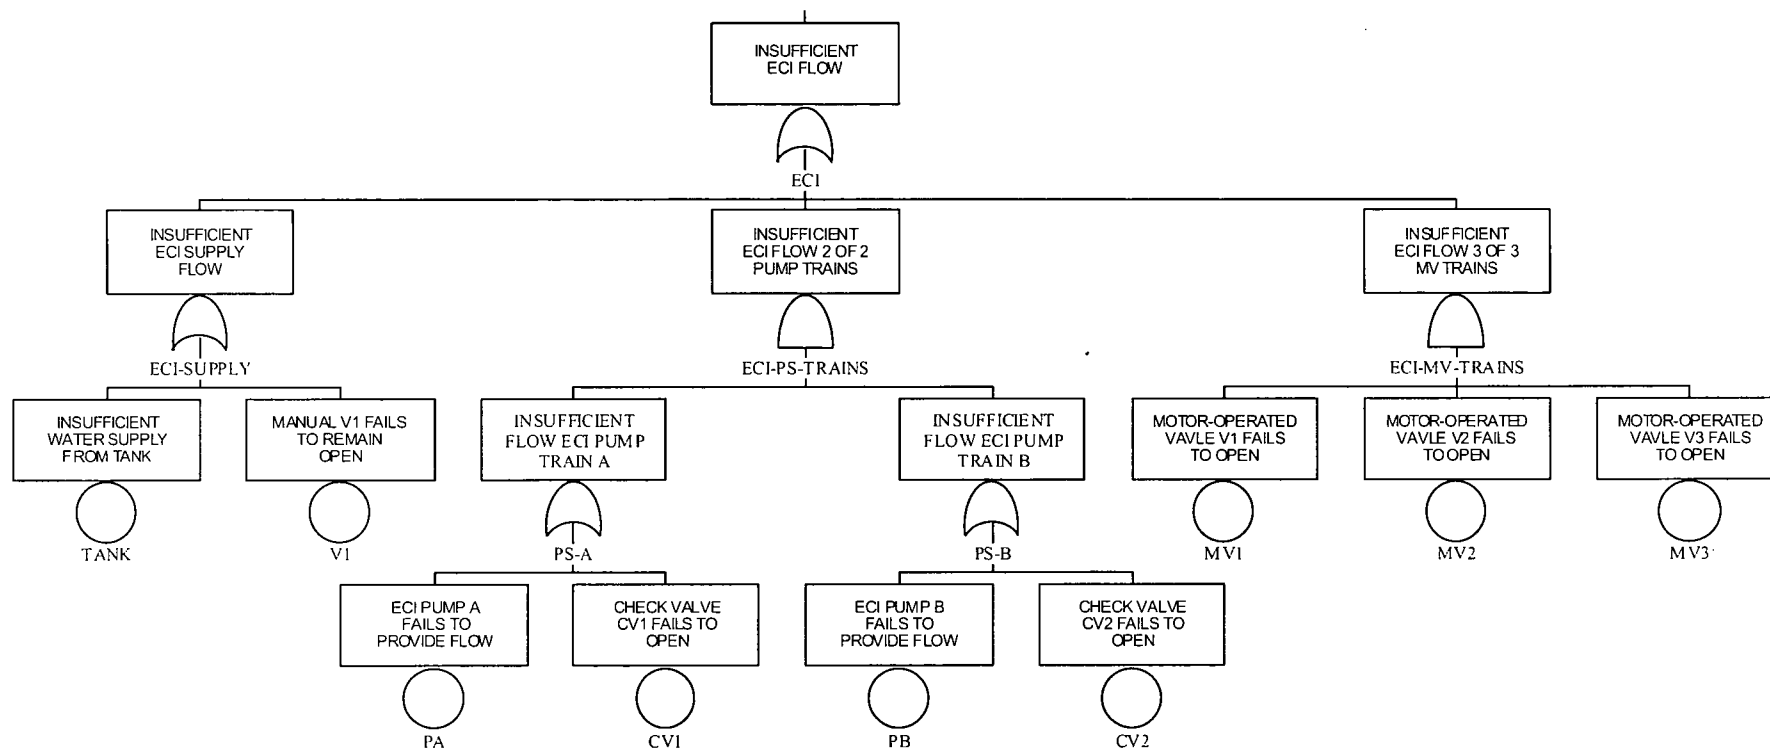 INSUFFICIENT
ECI FLOW
ECI
INSUFFICIENT
ECI SUPPLY
FLOW
INSUFFICIENT
ECI FLOW 2 OF 2
PUMP TRAINS
INSUFFICIENT
ECI FLOW 3 OF 3
MV TRAINS
ECI-SUPPLY
ECI-PS-TRAINS
ECI-MV-TRAINS
INSUFFICIENT
WATER SUPPLY
FROM TANK
MANUAL V1 FAILS
TO REMAIN
OPEN
INSUFFICIENT
FLOW ECI PUMP
TRAIN A
INSUFFICIENT
FLOW ECI PUMP
TRAIN B
MOTOR-OPERATED
VAVLE V1 FAILS
TO OPEN
MOTOR-OPERATED
VAVLE V2 FAILS
TO OPEN
MOTOR-OPERATED
VAVLE V3 FAILS
TO OPEN
TANK
V1
PS-A
PS-B
MV1
MV2
MV3
ECI PUMP A
FAILS TO
PROVIDE FLOW
CHECK VALVE
CV1 FAILS TO
OPEN
ECI PUMP B
FAILS TO
PROVIDE FLOW
CHECK VALVE
CV2 FAILS TO
OPEN
PA
CV1
PB
CV2